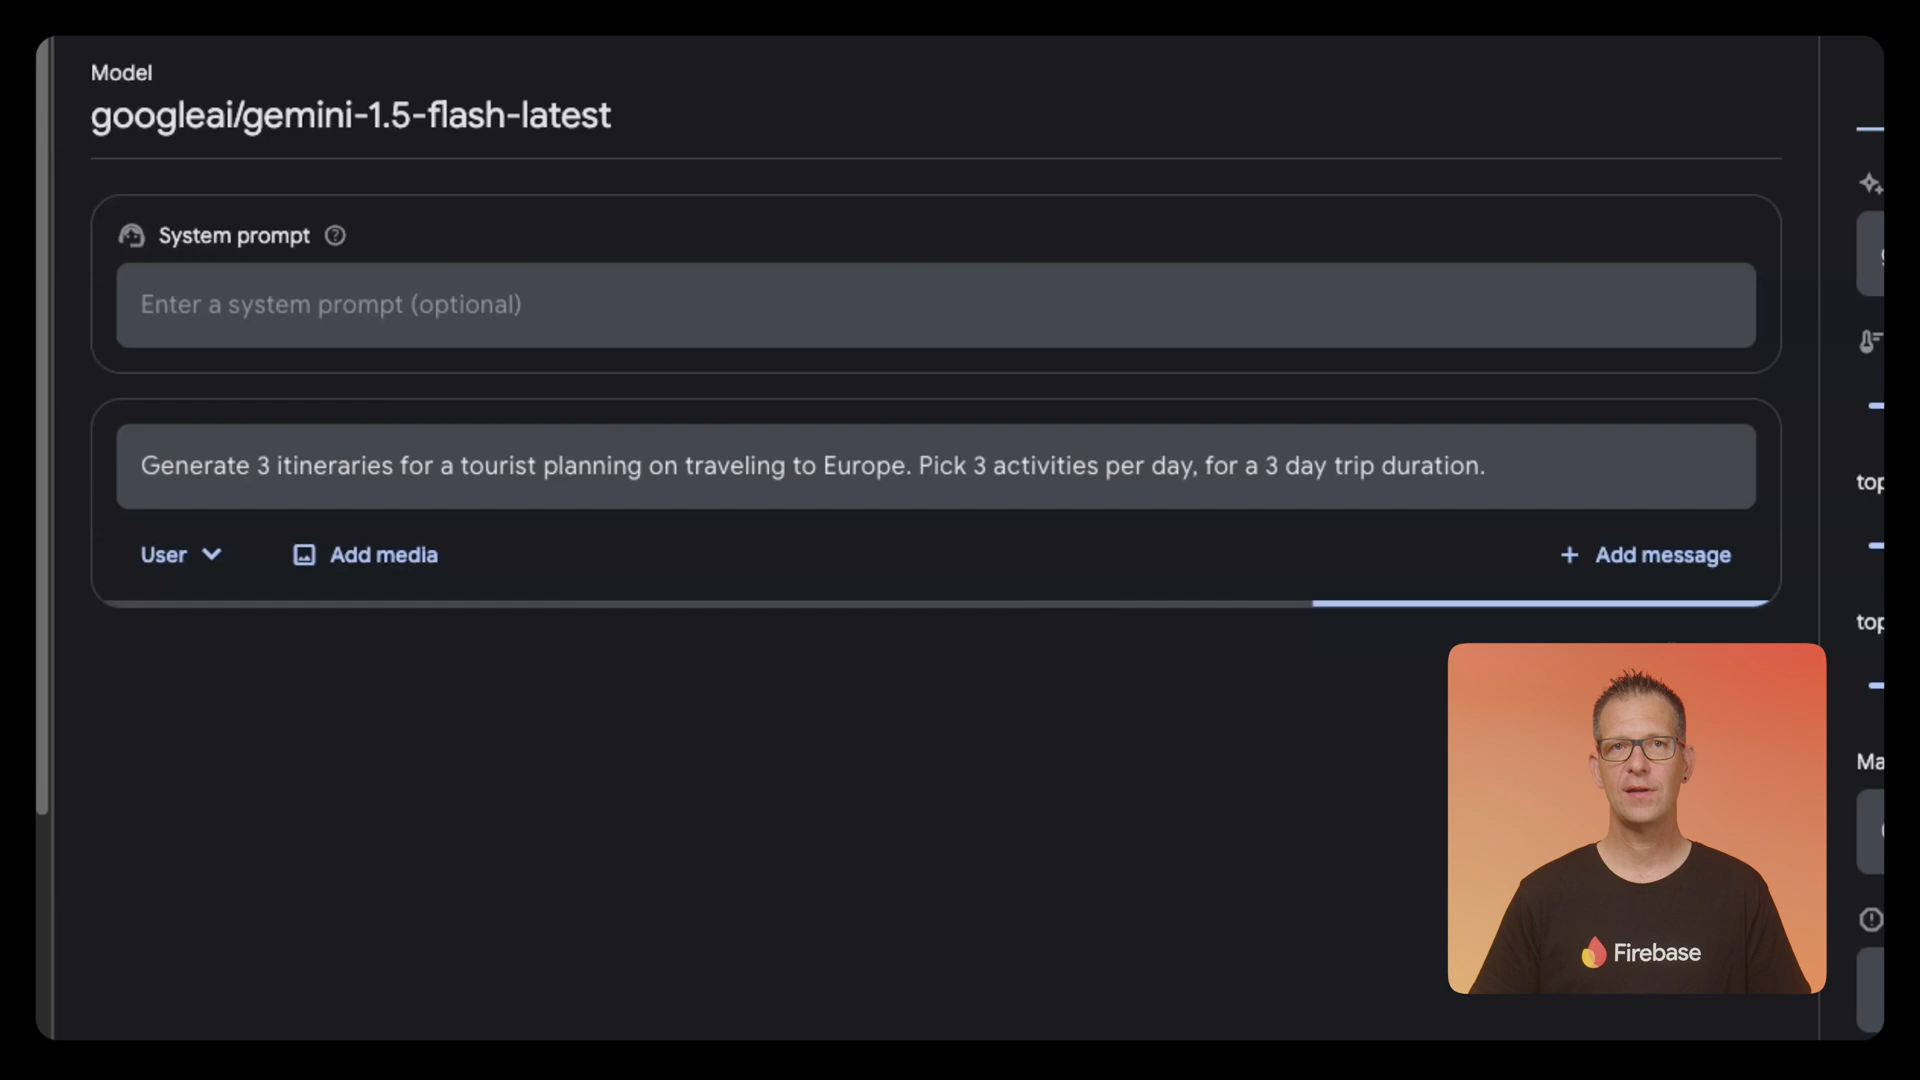 Model
googleai/gemini-1.5-flash-latest
System prompt
Enter a system prompt (optional)
Generate 3 itineraries for a tourist planning on traveling to Europe. Pick 3 activities per day, for a 3 day trip duration.
User
Add media
+ Add message
Firebase